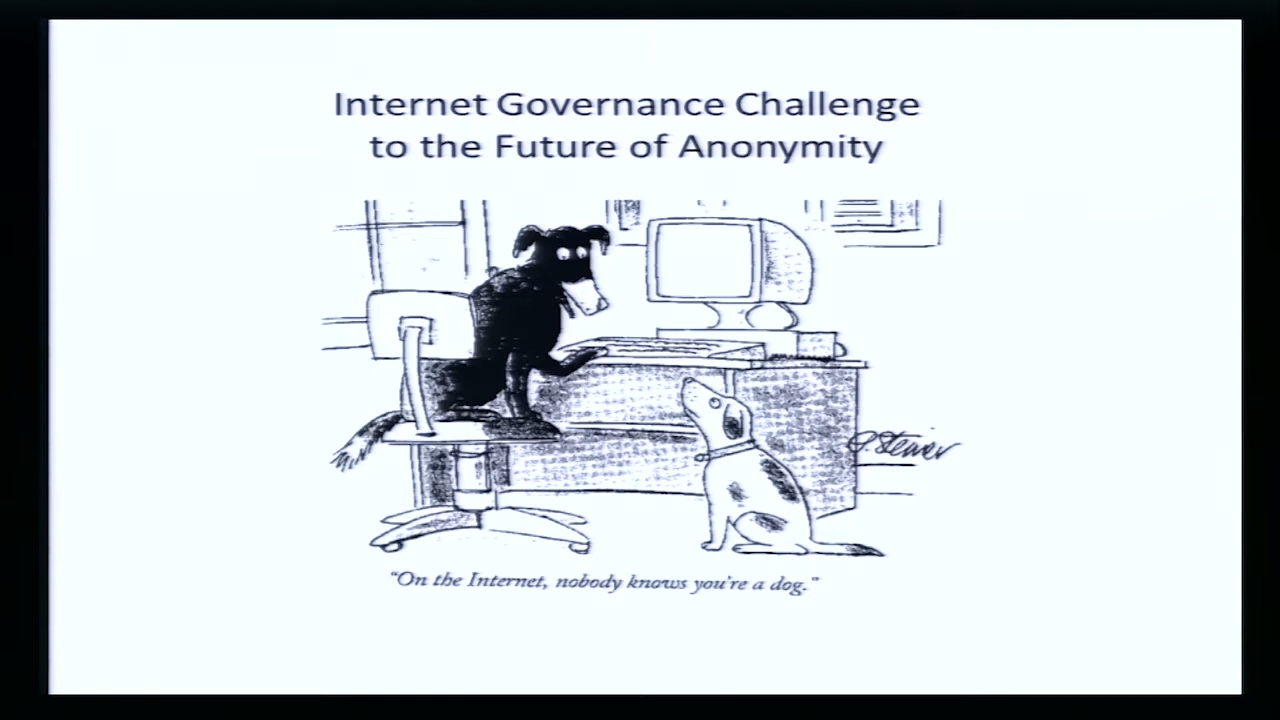 Internet Governance Challenge
to the Future of Anonymity
P. Steiner
"On the Internet, nobody knows you're a dog."